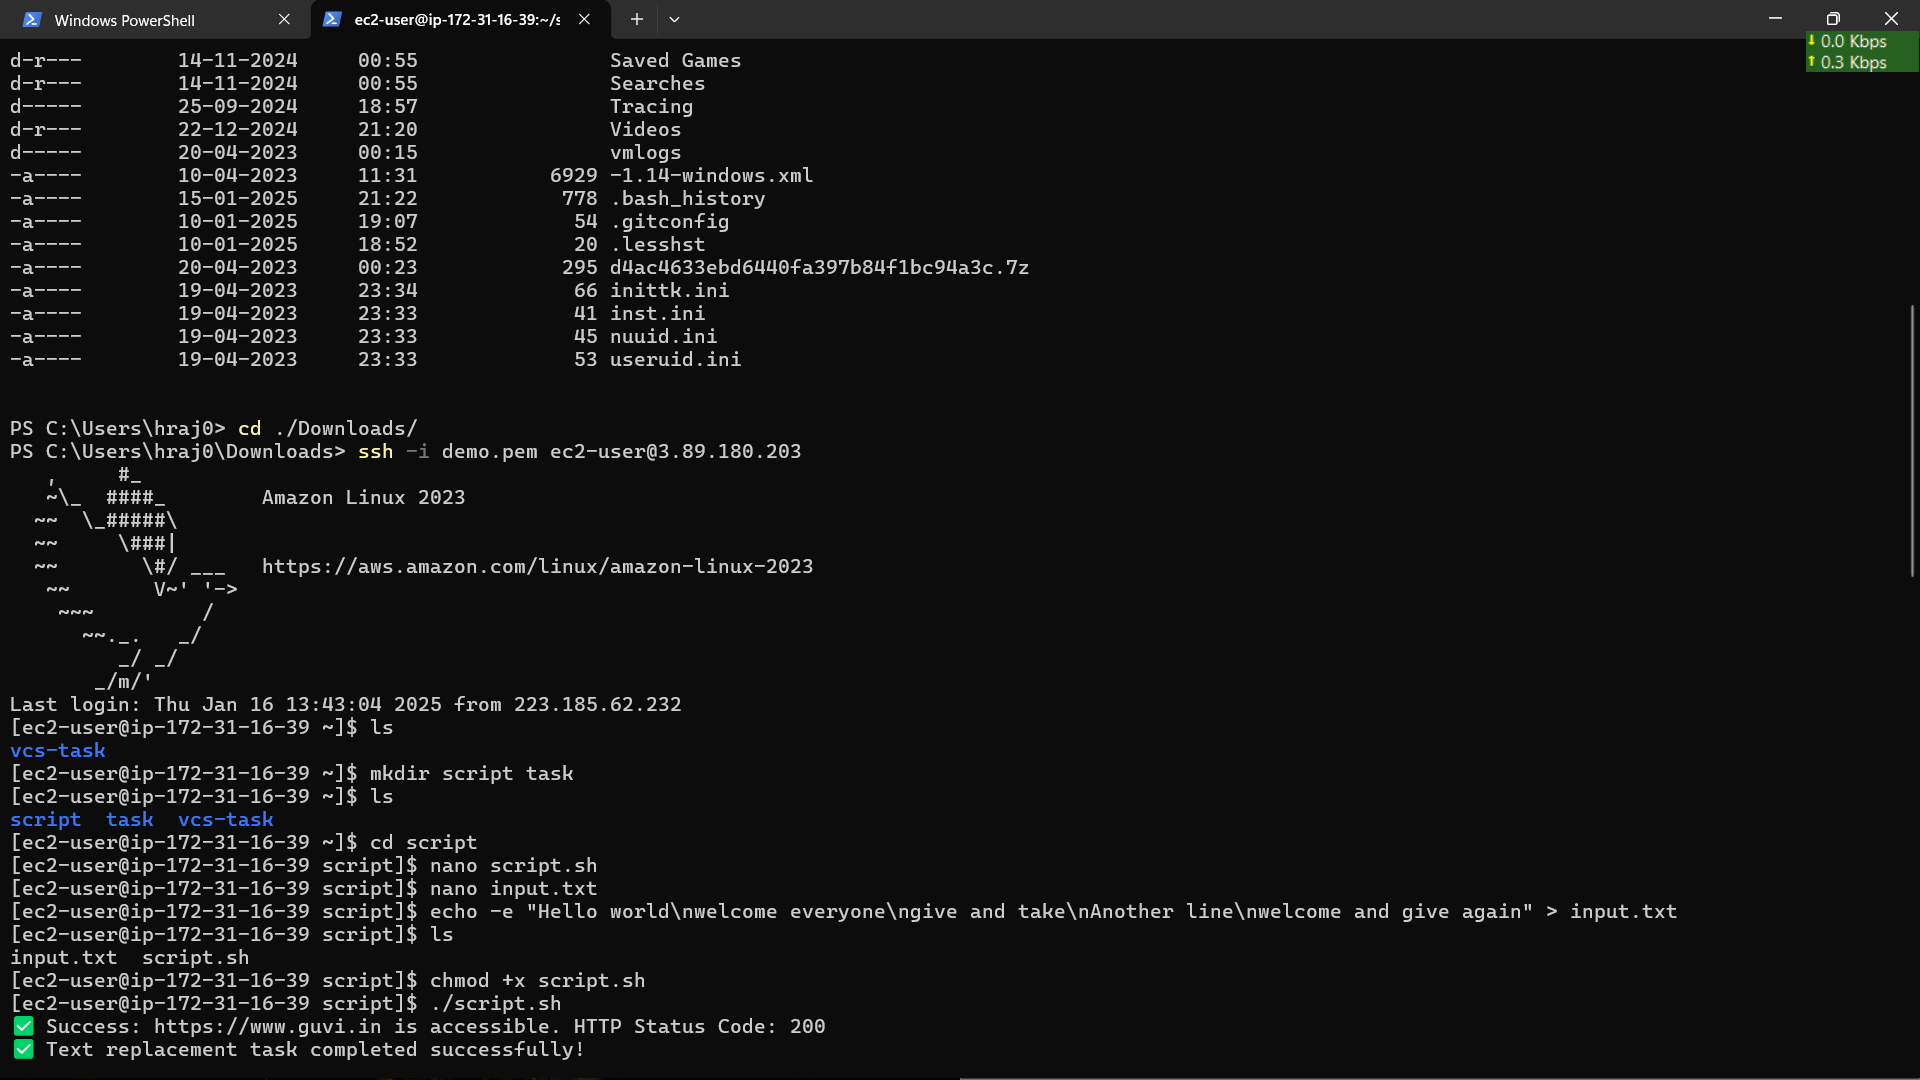 Windows PowerShell
ec2-user@ip-172-31-16-39:~/s
0.0 Kbps
0.3 Kbps
d-r---        14-11-2024     00:55                Saved Games
d-r---        14-11-2024     00:55                Searches
d-----        25-09-2024     18:57                Tracing
d-r---        22-12-2024     21:20                Videos
d-----        20-04-2023     00:15                vmlogs
-a----        10-04-2023     11:31           6929 -1.14-windows.xml
-a----        15-01-2025     21:22            778 .bash_history
-a----        10-01-2025     19:07             54 .gitconfig
-a----        10-01-2025     18:52             20 .lesshst
-a----        20-04-2023     00:23            295 d4ac4633ebd6440fa397b84f1bc94a3c.7z
-a----        19-04-2023     23:34             66 inittk.ini
-a----        19-04-2023     23:33             41 inst.ini
-a----        19-04-2023     23:33             45 nuuid.ini
-a----        19-04-2023     23:33             53 useruid.ini
PS C:\Users\hraj0> cd ./Downloads/
PS C:\Users\hraj0\Downloads> ssh -i demo.pem ec2-user@3.89.180.203
   ,     #_
   ~\_  ####_        Amazon Linux 2023
  ~~  \_#####\
  ~~     \###|
  ~~       \#/ ___   https://aws.amazon.com/linux/amazon-linux-2023
   ~~       V~' '->
    ~~~         /
      ~~._.   _/
         _/ _/
       _/m/'
Last login: Thu Jan 16 13:43:04 2025 from 223.185.62.232
[ec2-user@ip-172-31-16-39 ~]$ ls
vcs-task
[ec2-user@ip-172-31-16-39 ~]$ mkdir script task
[ec2-user@ip-172-31-16-39 ~]$ ls
script  task  vcs-task
[ec2-user@ip-172-31-16-39 ~]$ cd script
[ec2-user@ip-172-31-16-39 script]$ nano script.sh
[ec2-user@ip-172-31-16-39 script]$ nano input.txt
[ec2-user@ip-172-31-16-39 script]$ echo -e "Hello world\nwelcome everyone\ngive and take\nAnother line\nwelcome and give again" > input.txt
[ec2-user@ip-172-31-16-39 script]$ ls
input.txt  script.sh
[ec2-user@ip-172-31-16-39 script]$ chmod +x script.sh
[ec2-user@ip-172-31-16-39 script]$ ./script.sh
✅ Success: https://www.guvi.in is accessible. HTTP Status Code: 200
✅ Text replacement task completed successfully!